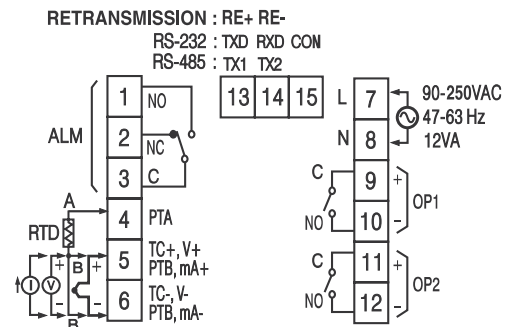 RETRANSMISSION : RE+ RE-
RS-232 : TXD RXD CON
RS-485 : TX1 TX2
13 14 15
ALM
1 NO
2 NC
3 C
4 PTA
5 TC+, V+
PTB, mA+
6 TC-, V-
PTB, mA-
A
RTD
B
B
+ +
- -
I V
L 7
N 8
90-250VAC
47-63 Hz
12VA
C 9 +
NO 10 -
OP1
C 11 +
NO 12 -
OP2